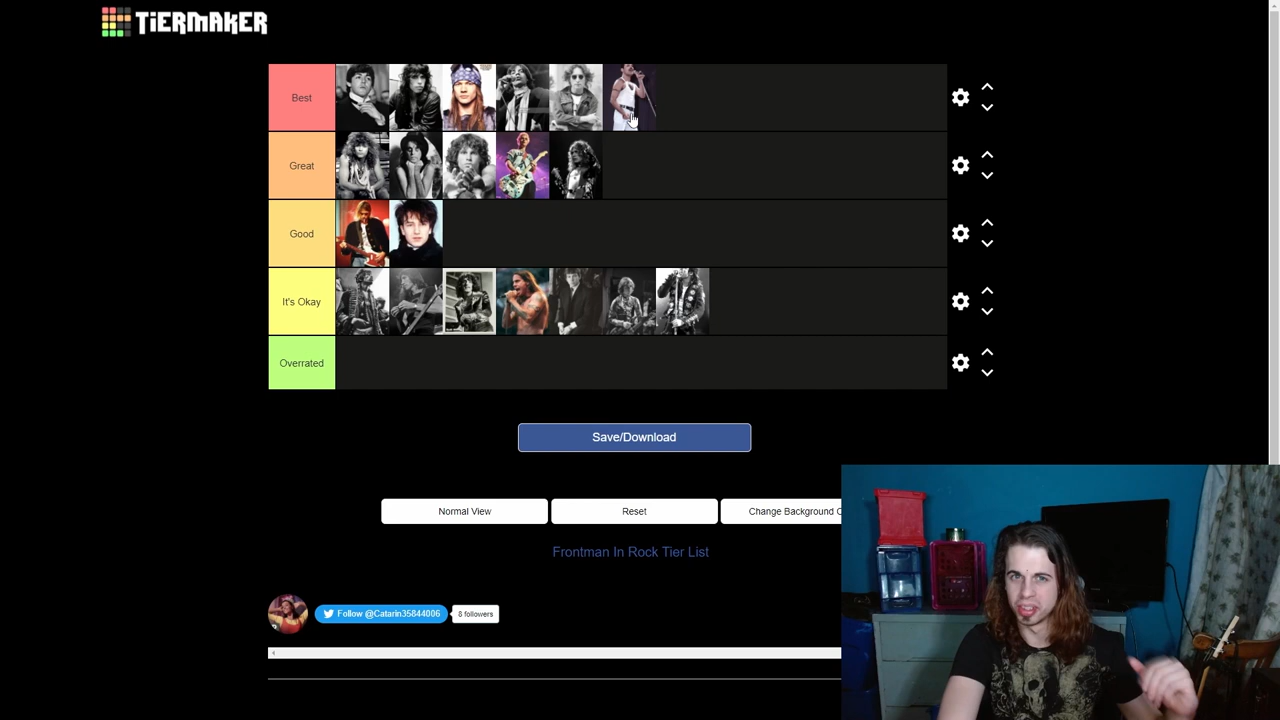 TiERMAKER
Best
Great
Good
It's Okay
Overrated
Save/Download
Normal View
Reset
Change Background C
Frontman In Rock Tier List
Follow @Catarin35844006
8 followers